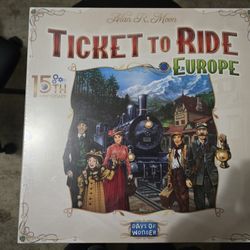 Alan R. Moon
TICKET TO RIDE
EUROPE
15TH
DAYS OF
WONDER